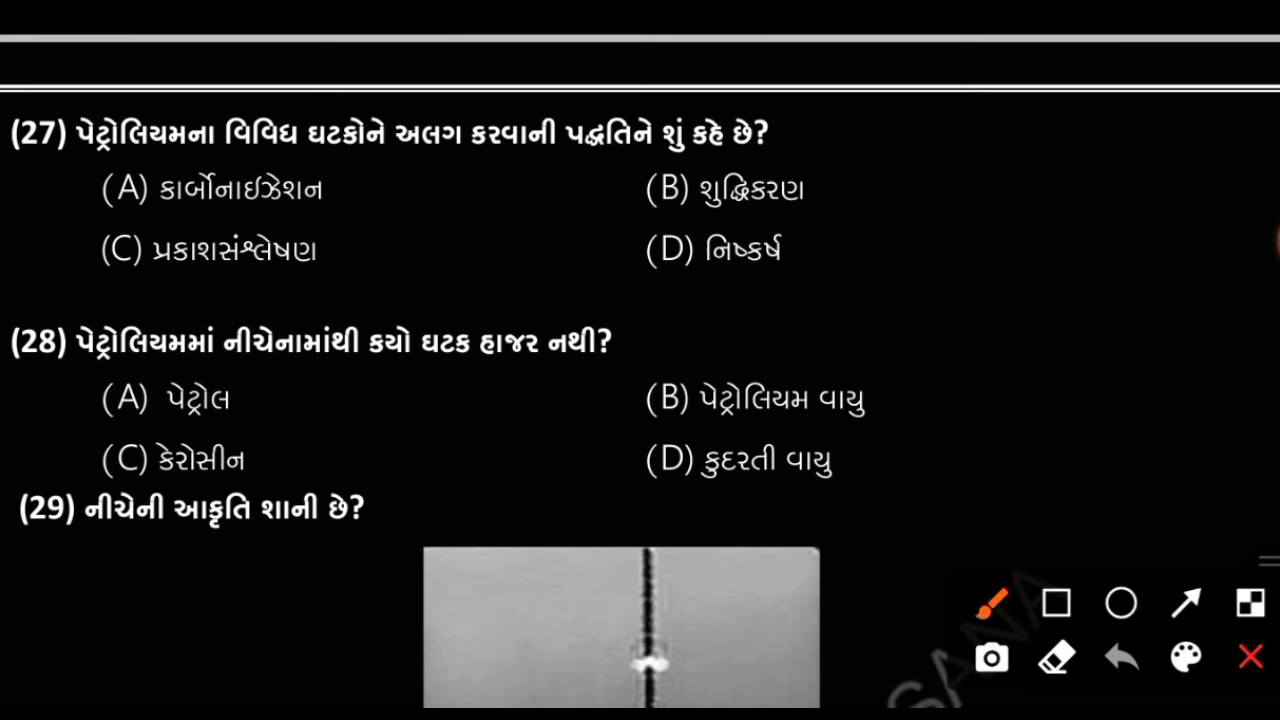 (27) પેટ્રોલિયમના વિવિધ ઘટકોને અલગ કરવાની પદ્ધતિને શું કહે છે?
(A) કાર્બોનાઈઝેશન (B) શુદ્ધિકરણ
(C) પ્રકાશસંશ્લેષણ (D) નિષ્કર્ષ
(28) પેટ્રોલિયમમાં નીચેનામાંથી કયો ઘટક હાજર નથી?
(A) પેટ્રોલ (B) પેટ્રોલિયમ વાયુ
(C) કેરોસીન (D) કુદરતી વાયુ
(29) નીચેની આકૃતિ શાની છે?